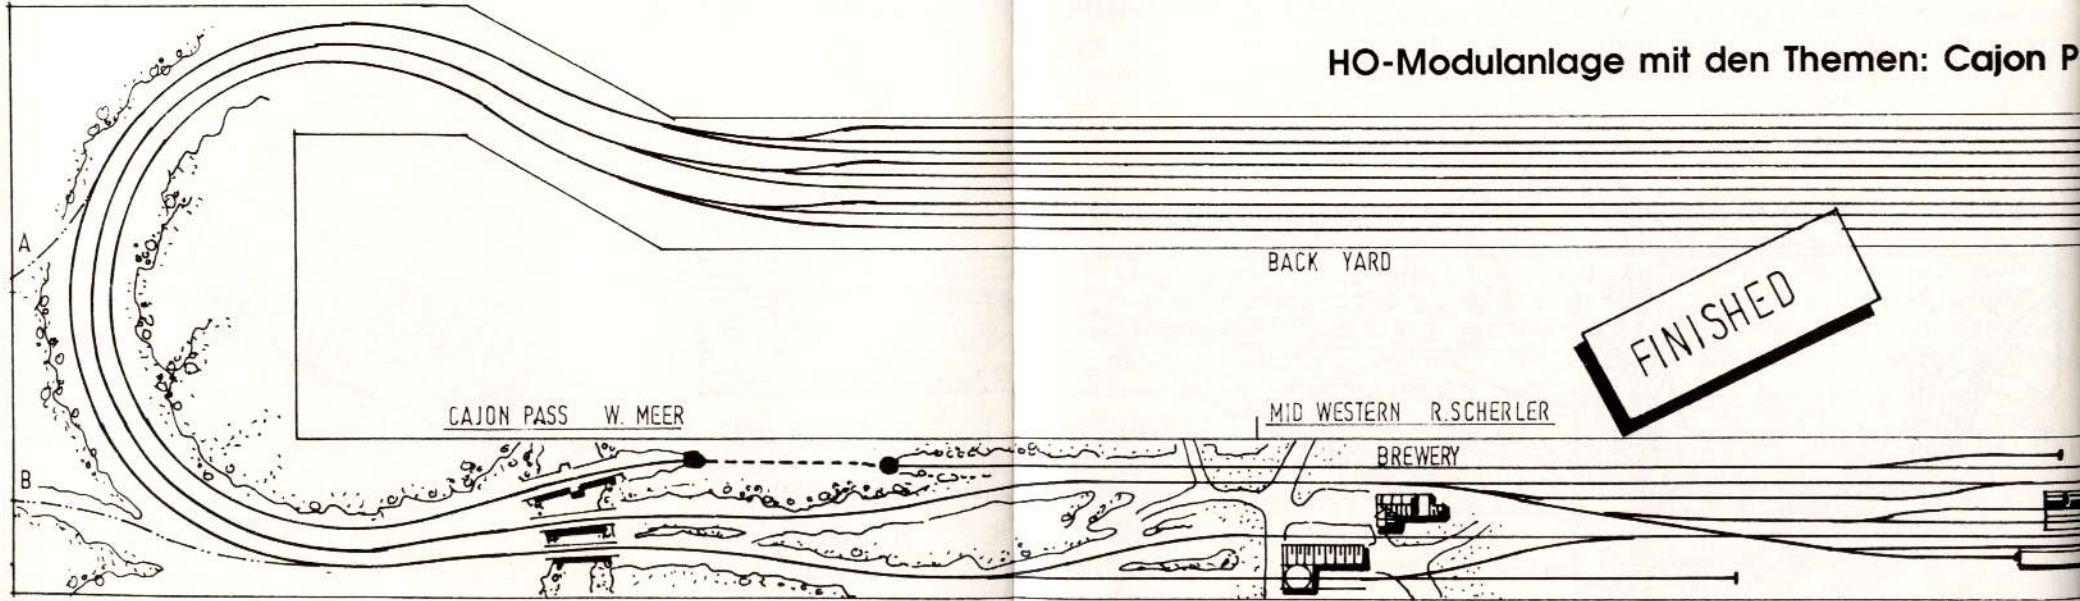 HO-Modulanlage mit den Themen: Cajon P
A
BACK YARD
FINISHED
CAJON PASS W. MEER
MID WESTERN R.SCHERLER
BREWERY
B